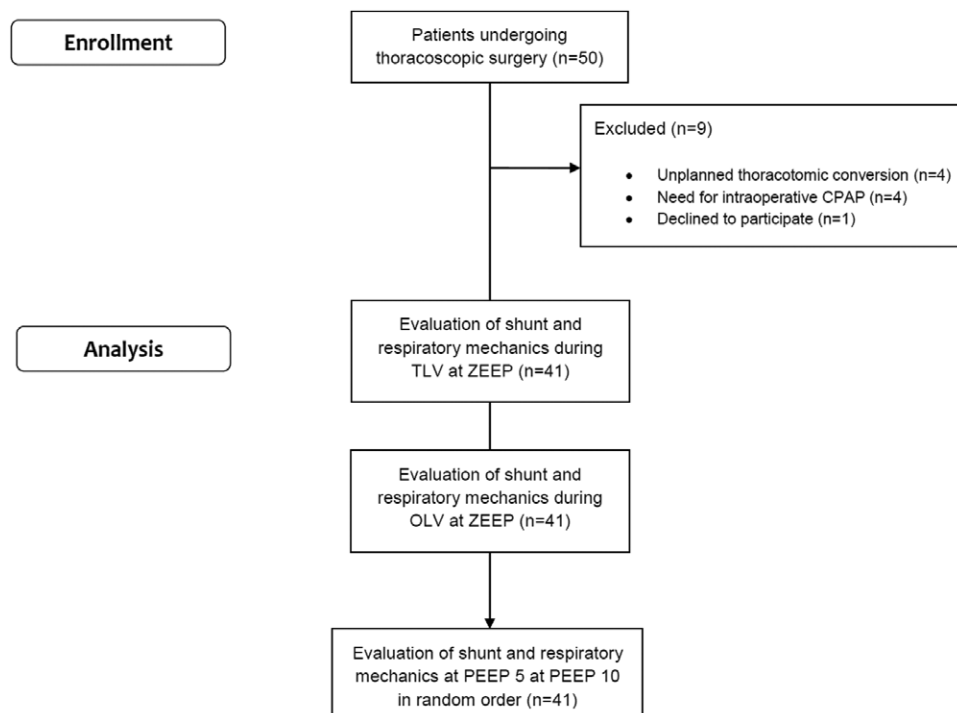 Enrollment
Patients undergoing
thoracoscopic surgery (n=50)
Excluded (n=9)
• Unplanned thoracotomic conversion (n=4)
• Need for intraoperative CPAP (n=4)
• Declined to participate (n=1)
Analysis
Evaluation of shunt and
respiratory mechanics during
TLV at ZEEP (n=41)
Evaluation of shunt and
respiratory mechanics during
OLV at ZEEP (n=41)
Evaluation of shunt and respiratory
mechanics at PEEP 5 at PEEP 10
in random order (n=41)